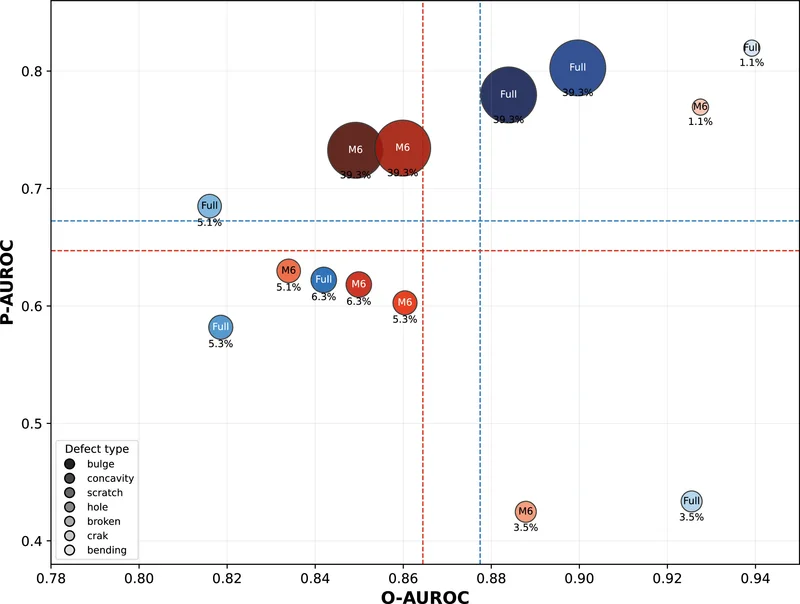 Full
1.1%
0.8
Full
39.3%
Full
39.3%
M6
1.1%
M6
39.3%
M6
39.3%
0.7
Full
5.1%
P-AUROC
M6
5.1%
Full
6.3%
M6
6.3%
M6
5.3%
0.6
Full
5.3%
0.5
Defect type
bulge
concavity
scratch
hole
broken
crak
bending
M6
3.5%
Full
3.5%
0.4
0.78
0.80
0.82
0.84
0.86
0.88
0.90
0.92
0.94
O-AUROC